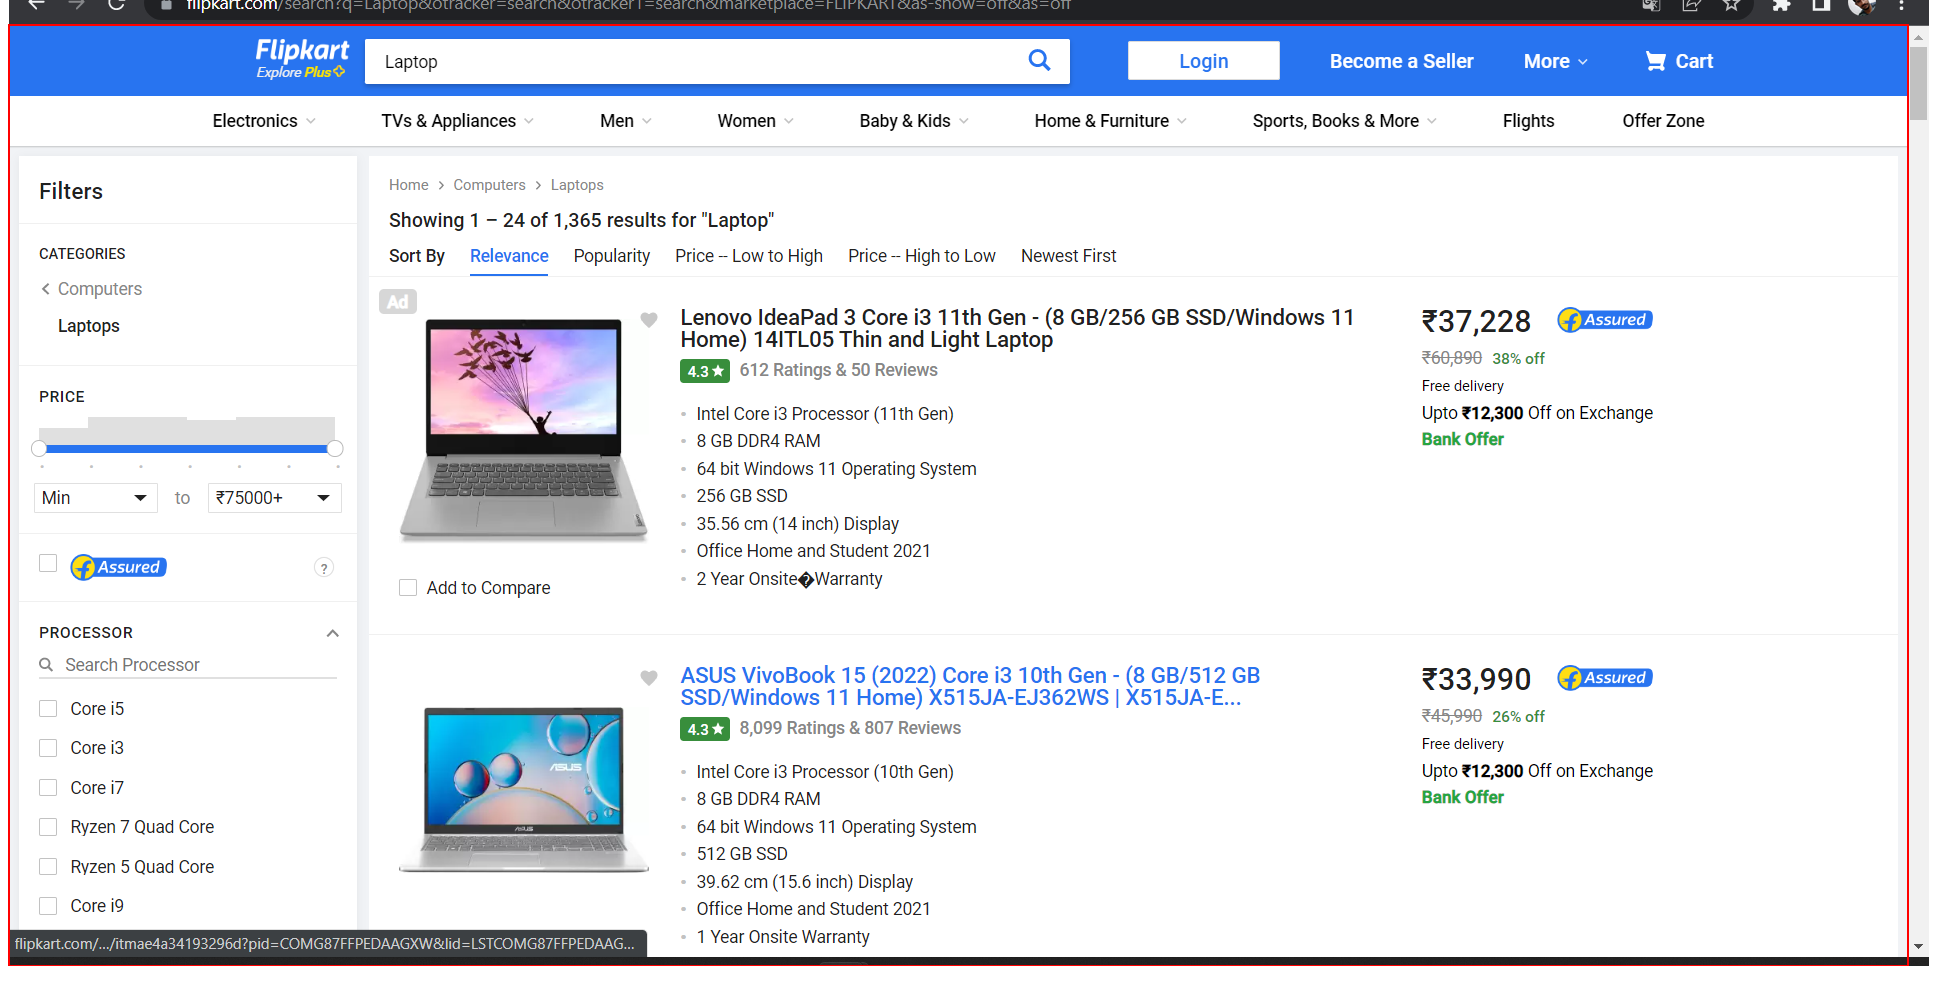 flipkart.com/search?q=Laptop&otracker=search&otracker1=search&marketplace=FLIPKART&as-show=off&as=off
Flipkart
Explore Plus
Laptop
Login
Become a Seller
More
Cart
Electronics
TVs & Appliances
Men
Women
Baby & Kids
Home & Furniture
Sports, Books & More
Flights
Offer Zone
Filters
CATEGORIES
Computers
Laptops
PRICE
Min
to
₹75000+
Assured
?
PROCESSOR
Search Processor
Core i5
Core i3
Core i7
Ryzen 7 Quad Core
Ryzen 5 Quad Core
Core i9
Home > Computers > Laptops
Showing 1 – 24 of 1,365 results for "Laptop"
Sort By
Relevance
Popularity
Price -- Low to High
Price -- High to Low
Newest First
Ad
Add to Compare
Lenovo IdeaPad 3 Core i3 11th Gen - (8 GB/256 GB SSD/Windows 11
Home) 14ITL05 Thin and Light Laptop
4.3★ 612 Ratings & 50 Reviews
Intel Core i3 Processor (11th Gen)
8 GB DDR4 RAM
64 bit Windows 11 Operating System
256 GB SSD
35.56 cm (14 inch) Display
Office Home and Student 2021
2 Year Onsite�Warranty
₹37,228
Assured
₹60,890 38% off
Free delivery
Upto ₹12,300 Off on Exchange
Bank Offer
ASUS
ASUS
ASUS VivoBook 15 (2022) Core i3 10th Gen - (8 GB/512 GB
SSD/Windows 11 Home) X515JA-EJ362WS | X515JA-E...
4.3★ 8,099 Ratings & 807 Reviews
Intel Core i3 Processor (10th Gen)
8 GB DDR4 RAM
64 bit Windows 11 Operating System
512 GB SSD
39.62 cm (15.6 inch) Display
Office Home and Student 2021
1 Year Onsite Warranty
₹33,990
Assured
₹45,990 26% off
Free delivery
Upto ₹12,300 Off on Exchange
Bank Offer
flipkart.com/.../itmae4a34193296d?pid=COMG87FFPEDAAGXW&lid=LSTCOMG87FFPEDAAG...